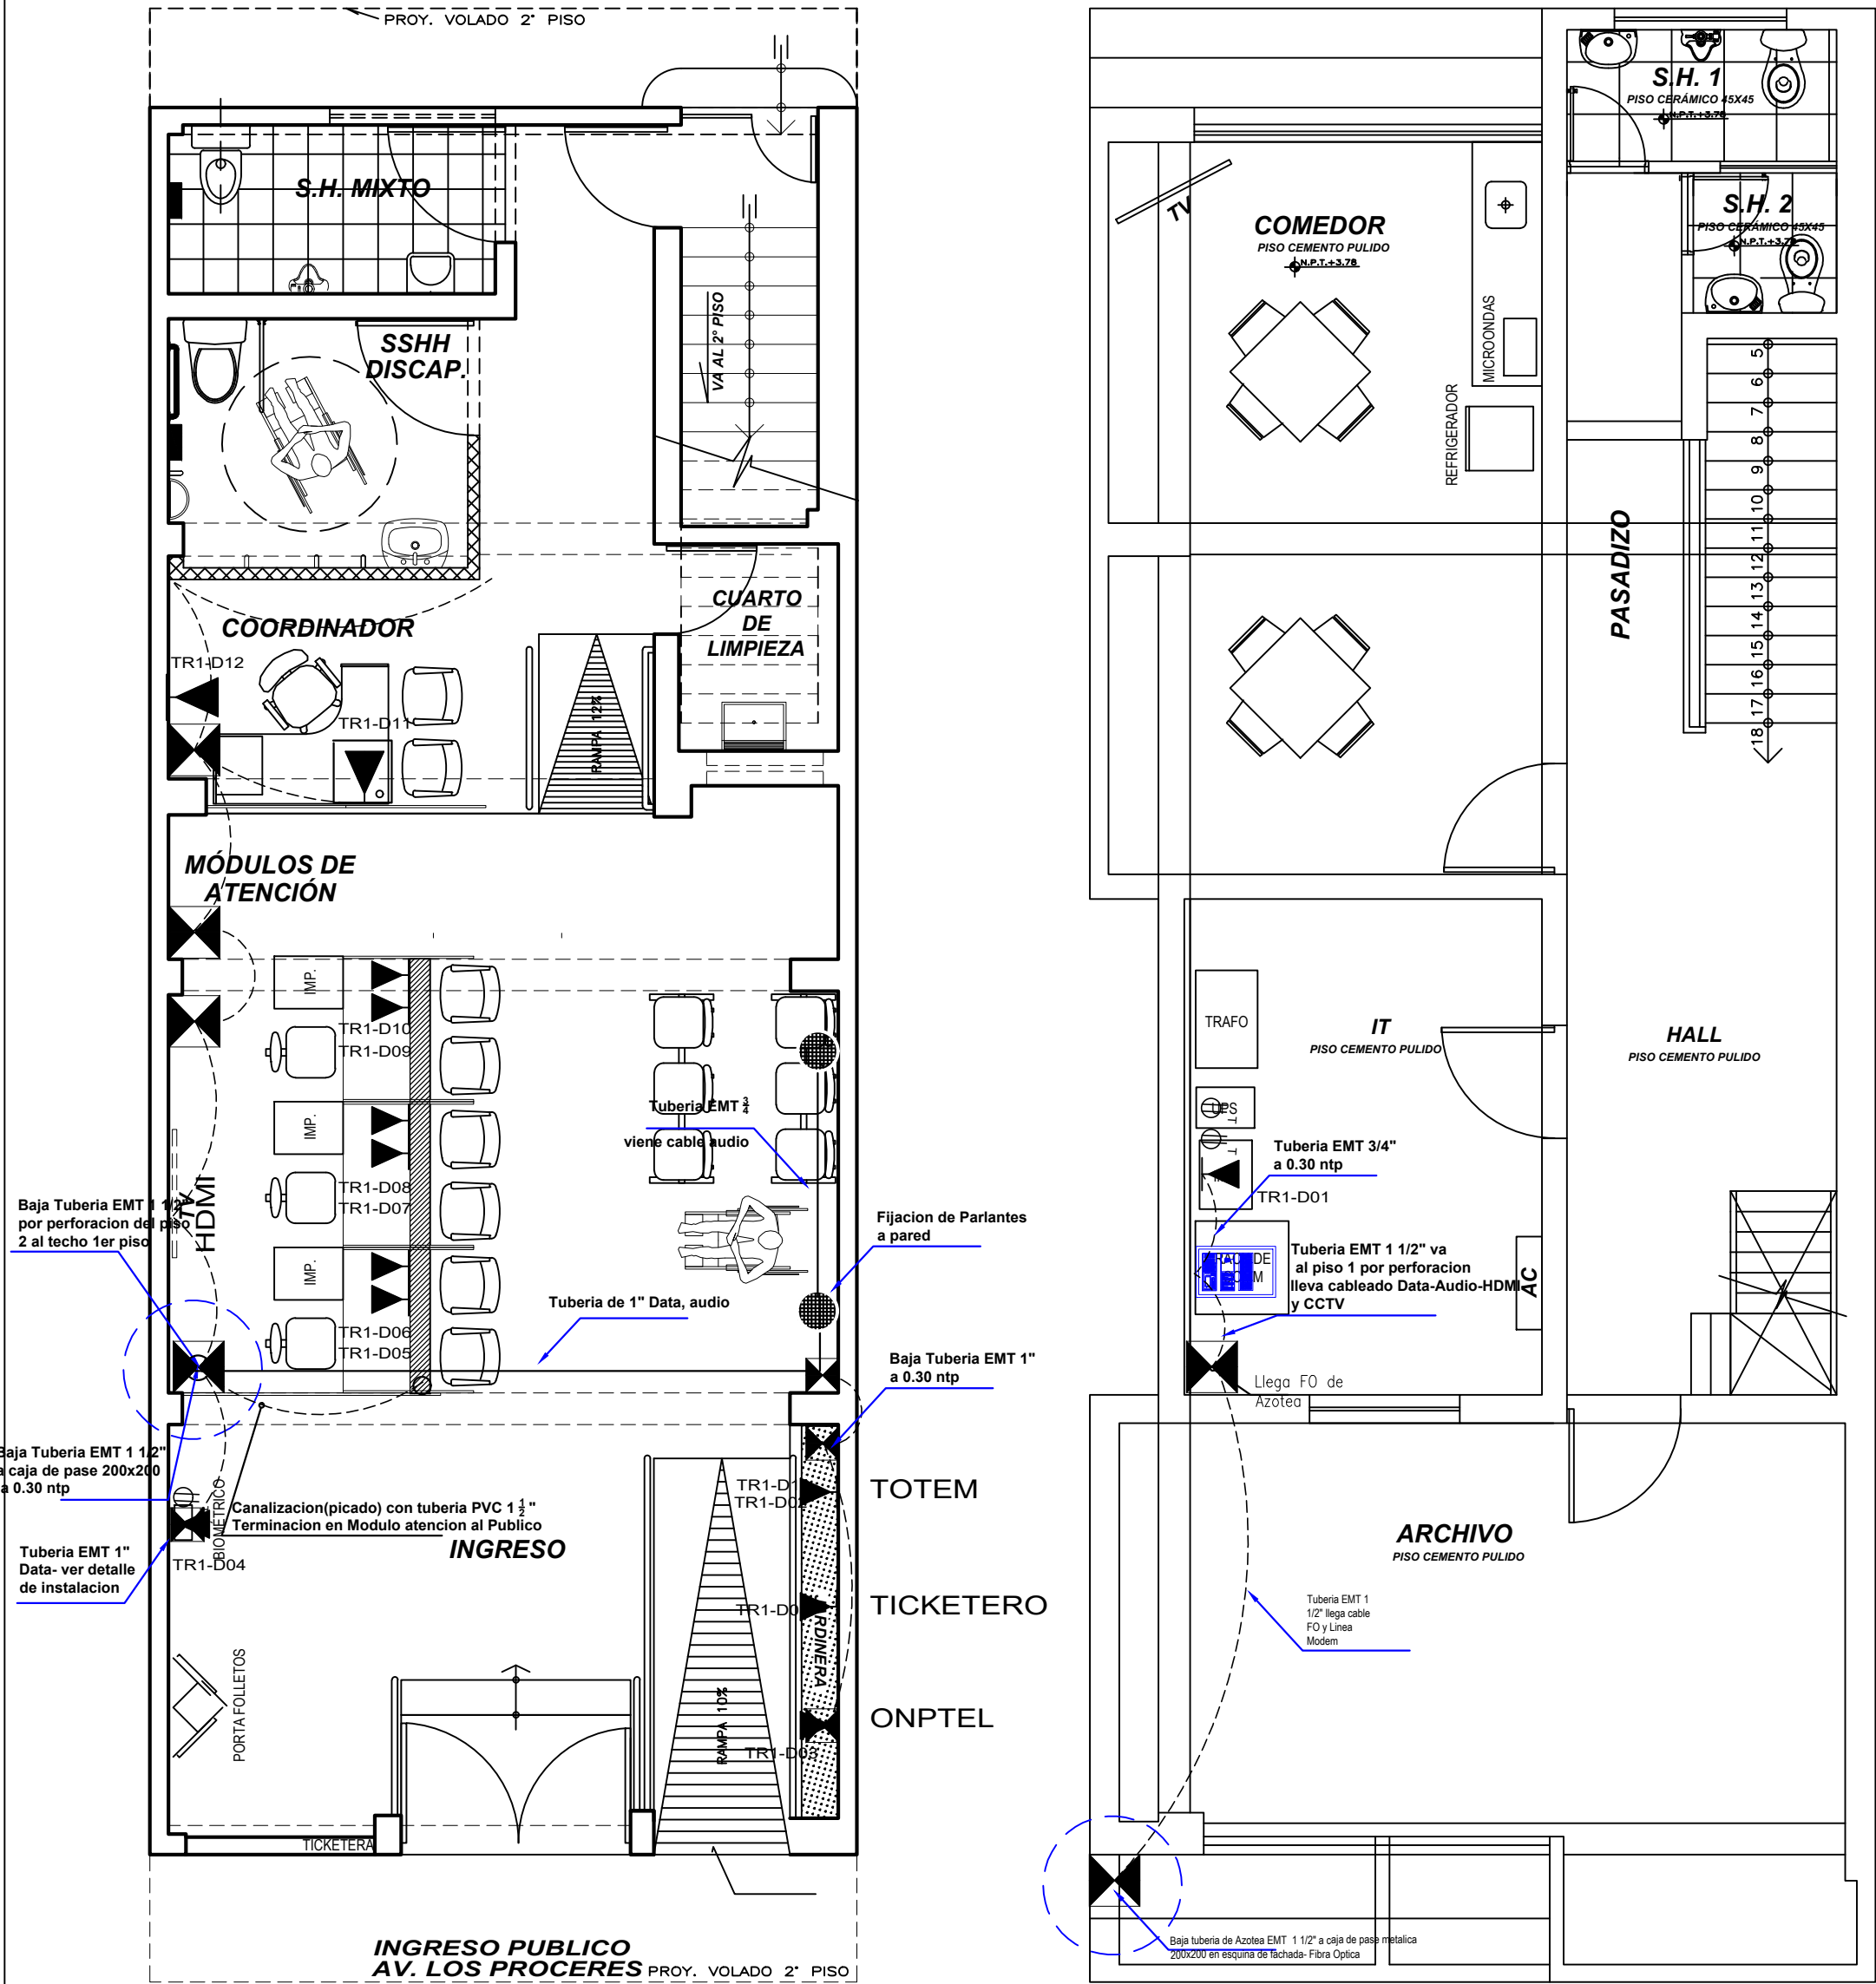 PROY. VOLADO 2° PISO
S.H. MIXTO
SSHH
DISCAP.
VA AL 2° PISO
COORDINADOR
TR1-D12
TR1-D11
CUARTO
DE
LIMPIEZA
RAMPA 12%
MÓDULOS DE
ATENCIÓN
IMP.
TR1-D10
TR1-D09
IMP.
TR1-D08
TR1-D07
IMP.
TR1-D06
TR1-D05
TV
HDMI
Tuberia EMT 3/4
viene cable audio
Baja Tuberia EMT 1 1/2"
por perforacion del piso
2 al techo 1er piso
Fijacion de Parlantes
a pared
Tuberia de 1" Data, audio
Baja Tuberia EMT 1"
a 0.30 ntp
Baja Tuberia EMT 1 1/2"
a caja de pase 200x200
a 0.30 ntp
BIOMÉTRICO
Canalizacion(picado) con tuberia PVC 1 1/2"
Terminacion en Modulo atencion al Publico
INGRESO
Tuberia EMT 1"
Data- ver detalle
de instalacion
TR1-D04
TOTEM
TICKETERO
ONPTEL
TR1-D03
JARDINERA
RAMPA 10%
PORTA FOLLETOS
TICKETERA
INGRESO PUBLICO
AV. LOS PROCERES
PROY. VOLADO 2° PISO
S.H. 1
PISO CERÁMICO 45X45
N.P.T.+3.78
S.H. 2
PISO CERÁMICO 45X45
TV
COMEDOR
PISO CEMENTO PULIDO
N.P.T.+3.78
MICROONDAS
REFRIGERADOR
PASADIZO
5
6
7
8
9
10
11
12
13
14
15
16
17
18
TRAFO
IT
PISO CEMENTO PULIDO
HALL
PISO CEMENTO PULIDO
UPS
TR1-D01
Tuberia EMT 3/4"
a 0.30 ntp
Tuberia EMT 1 1/2" va
al piso 1 por perforacion
lleva cableado Data-Audio-HDMI
y CCTV
AC
Llega FO de
Azotea
ARCHIVO
PISO CEMENTO PULIDO
Tuberia EMT 1
1/2" llega cable
FO y Linea
Modem
Baja tuberia de Azotea EMT 1 1/2" a caja de pase metalica
200x200 en esquina de fachada- Fibra Optica